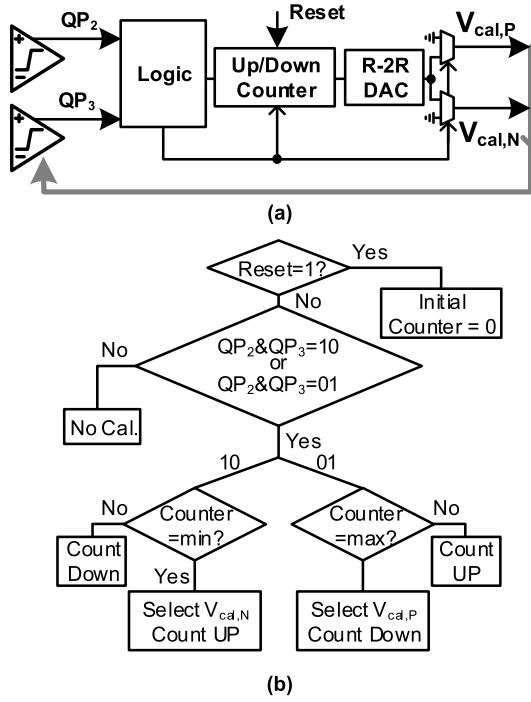 QP2
Reset
Vcal,P
Logic
Up/Down
Counter
R-2R
DAC
QP3
Vcal,N
(a)
Reset=1?
Yes
No
Initial
Counter = 0
QP2&QP3=10
or
QP2&QP3=01
No
No Cal.
Yes
10
01
No
Counter
=min?
Counter
=max?
No
Count
Down
Yes
Count
UP
Select Vcal,N
Count UP
Select Vcal,P
Count Down
(b)